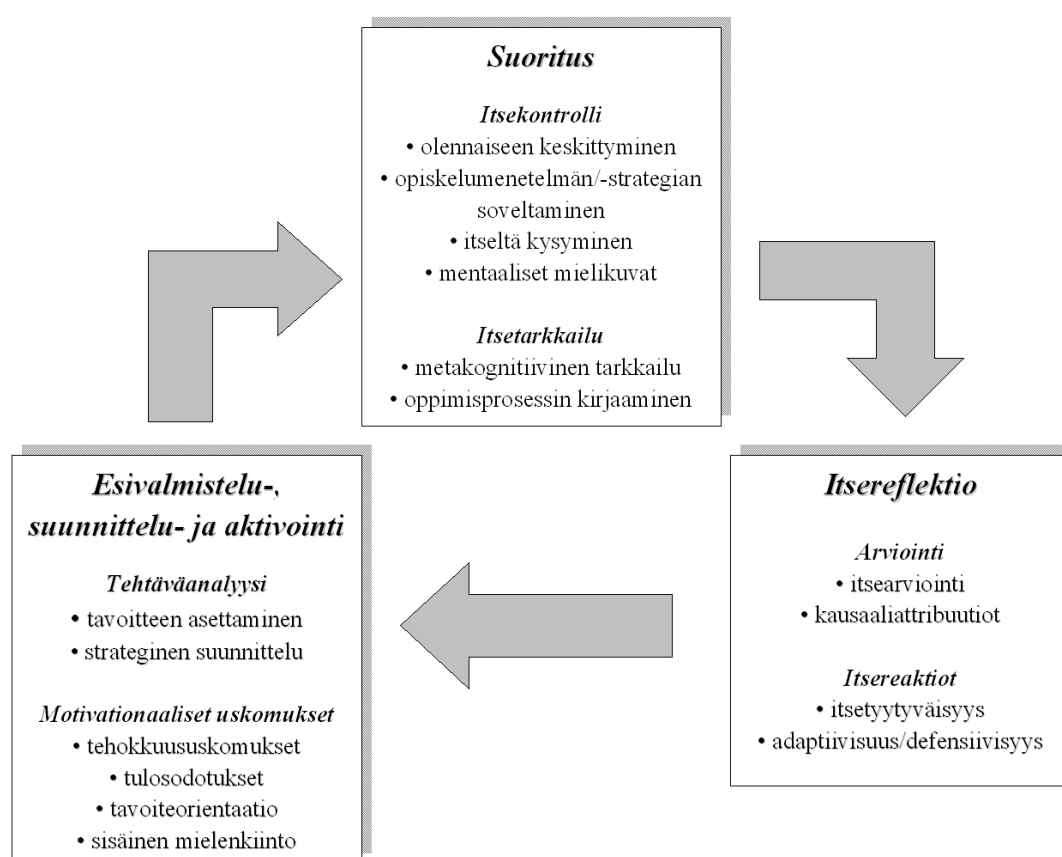 Suoritus
Itsekontrolli
• olennaiseen keskittyminen
• opiskelumenetelmän/-strategian
soveltaminen
• itseltä kysyminen
• mentaaliset mielikuvat
Itsetarkkailu
• metakognitiivinen tarkkailu
• oppimisprosessin kirjaaminen
Esivalmistelu-,
suunnittelu- ja aktivointi
Tehtäväanalyysi
• tavoitteen asettaminen
• strateginen suunnittelu
Motivationaaliset uskomukset
• tehokkuususkomukset
• tulosodotukset
• tavoiteorientaatio
• sisäinen mielenkiinto
Itsereflektio
Arviointi
• itsearviointi
• kausaaliattribuutiot
Itsereaktiot
• itsetyytyväisyys
• adaptiivisuus/defensiivisyys